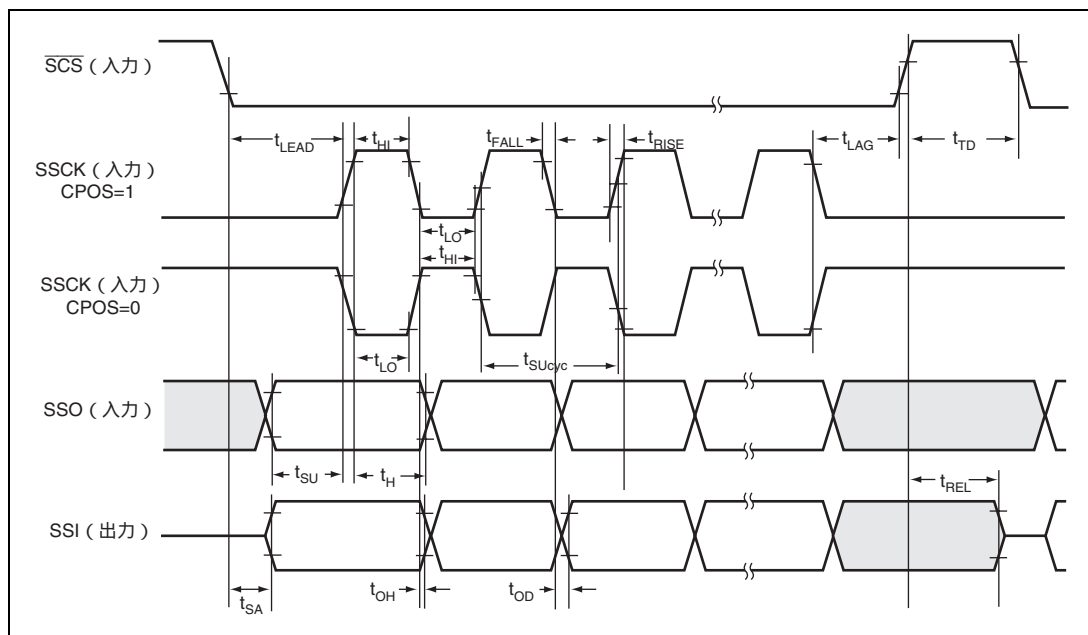 SCS（入力）
tLEAD
tHI
tFALL
tRISE
tLAG
tTD
SSCK（入力）
CPOS=1
tLO
tHI
SSCK（入力）
CPOS=0
tLO
tSUcyc
SSO（入力）
tSU
tH
tREL
SSI（出力）
tSA
tOH
tOD